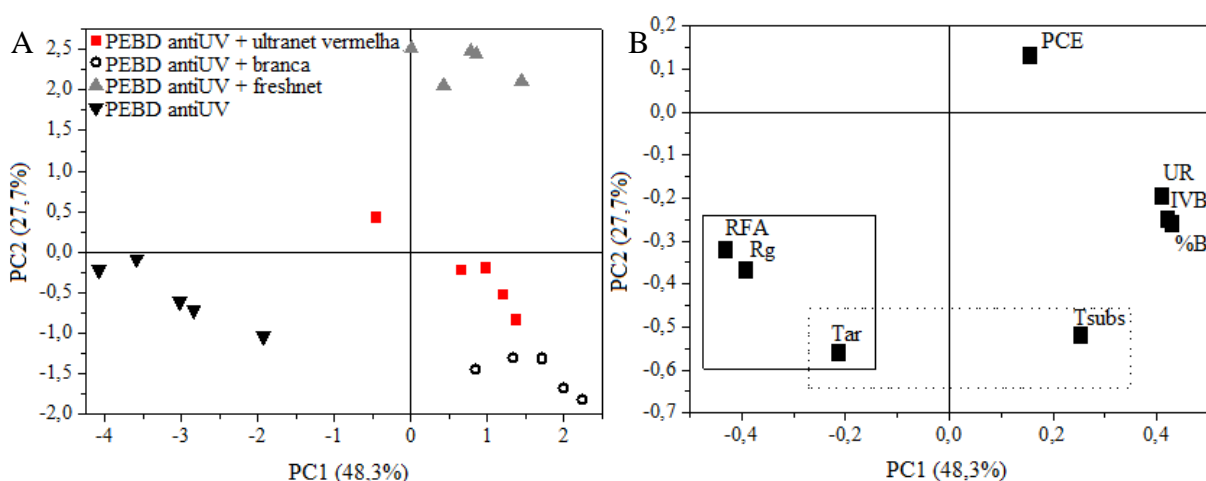 A
PEBD antiUV + ultranet vermelha
PEBD antiUV + branca
PEBD antiUV + freshnet
PEBD antiUV
PC2 (27,7%)
2,5
2,0
1,5
1,0
0,5
0,0
-0,5
-1,0
-1,5
-2,0
-4 -3 -2 -1 0 1 2
PC1 (48,3%)
B
PC2 (27,7%)
0,2
0,1
0,0
-0,1
-0,2
-0,3
-0,4
-0,5
-0,6
-0,7
PCE
UR
IVB
%B
RFA
Rg
Tsubs
Tar
-0,4 -0,2 0,0 0,2 0,4
PC1 (48,3%)